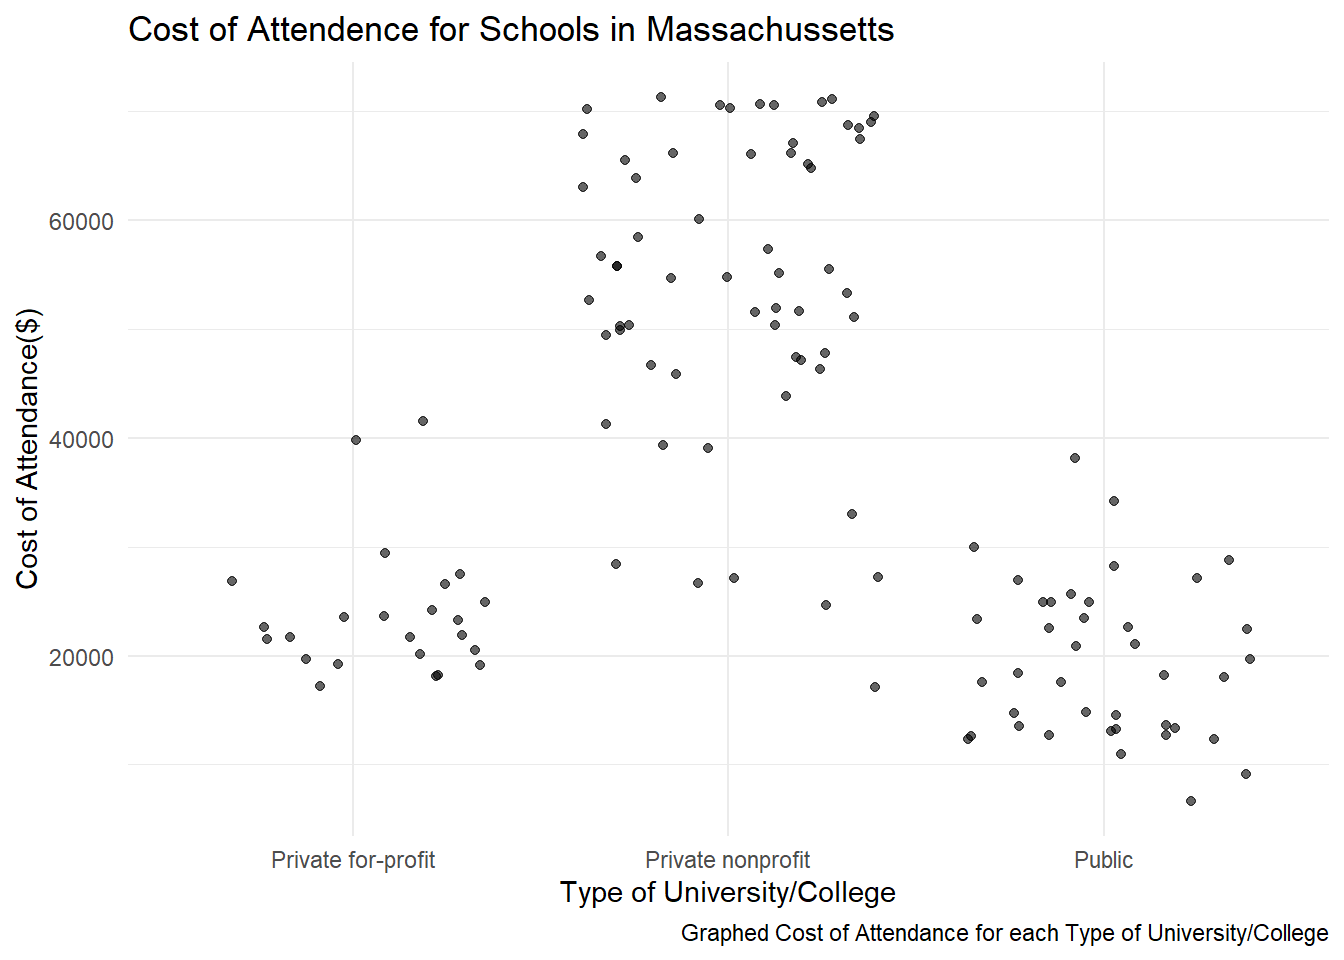 Cost of Attendence for Schools in Massachussetts
Cost of Attendance($)
60000
40000
20000
Private for-profit
Private nonprofit
Public
Type of University/College
Graphed Cost of Attendance for each Type of University/College